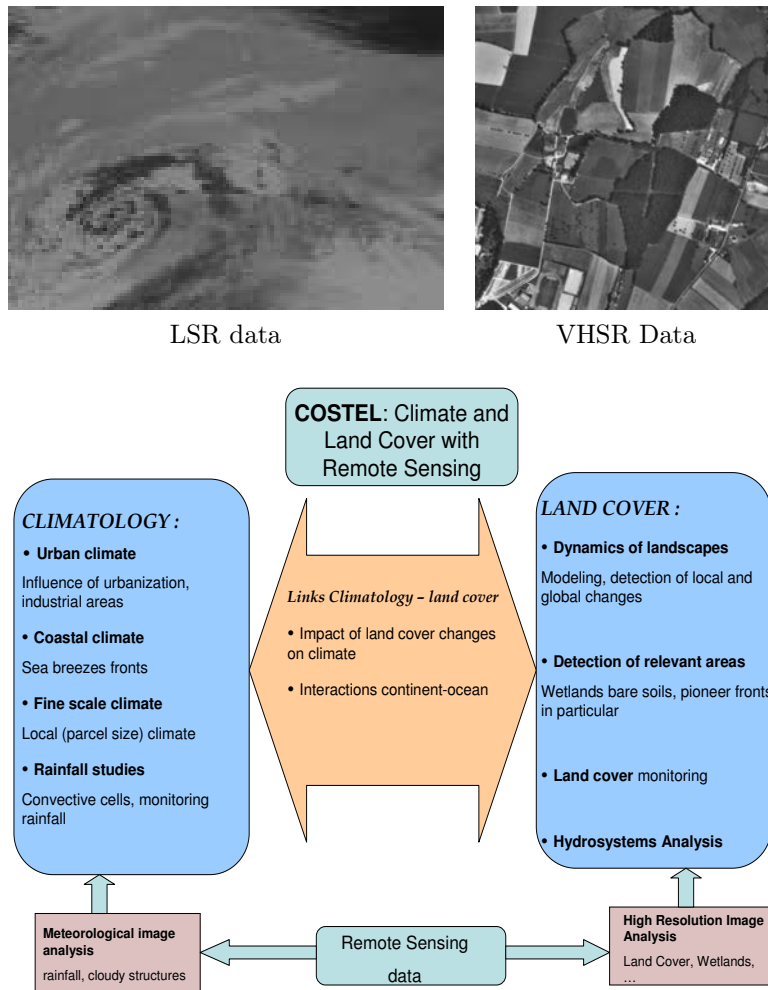 LSR data
VHSR Data
COSTEL: Climate and
Land Cover with
Remote Sensing
CLIMATOLOGY :
• Urban climate
Influence of urbanization,
industrial areas
• Coastal climate
Sea breezes fronts
• Fine scale climate
Local (parcel size) climate
• Rainfall studies
Convective cells, monitoring
rainfall
Links Climatology – land cover
• Impact of land cover changes
on climate
• Interactions continent-ocean
LAND COVER :
• Dynamics of landscapes
Modeling, detection of local and
global changes
• Detection of relevant areas
Wetlands bare soils, pioneer fronts
in particular
• Land cover monitoring
• Hydrosystems Analysis
Meteorological image
analysis
rainfall, cloudy structures
Remote Sensing
data
High Resolution Image
Analysis
Land Cover, Wetlands,
…